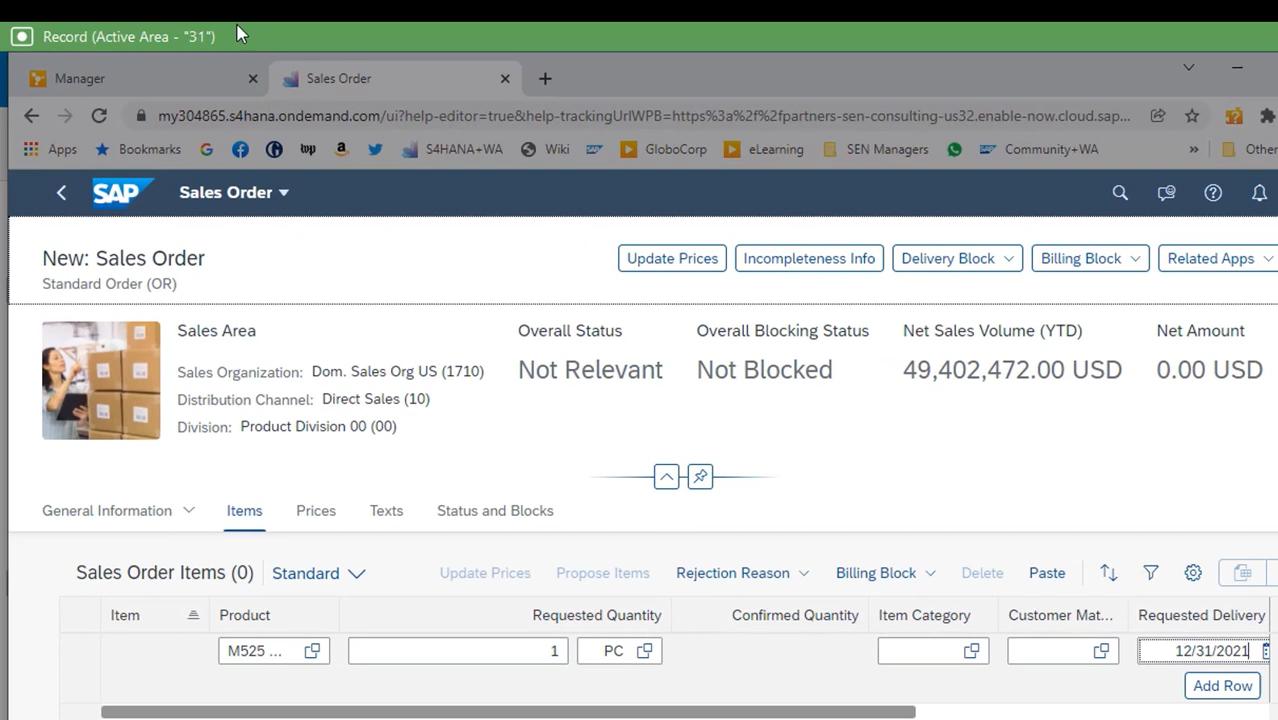 Record (Active Area - "31")
Manager
Sales Order
my304865.s4hana.ondemand.com/ui?help-editor=true&help-trackingUrlWPB=https%3a%2f%2fpartners-sen-consulting-us32.enable-now.cloud.sap...
Apps Bookmarks S4HANA+WA Wiki GloboCorp eLearning SEN Managers Community+WA » Other
SAP Sales Order
New: Sales Order
Standard Order (OR)
Update Prices Incompleteness Info Delivery Block Billing Block Related Apps
Sales Area Overall Status Overall Blocking Status Net Sales Volume (YTD) Net Amount
Sales Organization: Dom. Sales Org US (1710) Not Relevant Not Blocked 49,402,472.00 USD 0.00 USD
Distribution Channel: Direct Sales (10)
Division: Product Division 00 (00)
General Information Items Prices Texts Status and Blocks
Sales Order Items (0) Standard Update Prices Propose Items Rejection Reason Billing Block Delete Paste
Item Product Requested Quantity Confirmed Quantity Item Category Customer Mat... Requested Delivery
M525 ... 1 PC 12/31/2021
Add Row